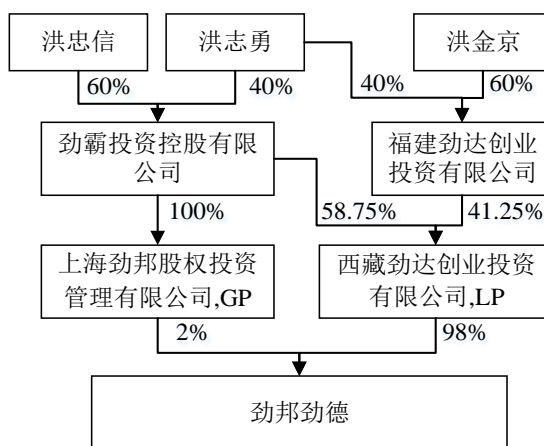 洪忠信
洪志勇
洪金京
60%
40%
40%
60%
劲霸投资控股有限
公司
福建劲达创业
投资有限公司
100%
58.75%
41.25%
上海劲邦股权投资
管理有限公司,GP
西藏劲达创业投资
有限公司,LP
2%
98%
劲邦劲德